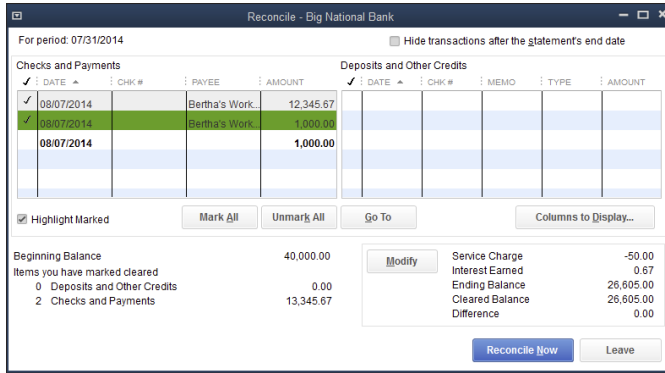 Reconcile - Big National Bank
For period: 07/31/2014 Hide transactions after the statement's end date
Checks and Payments Deposits and Other Credits
✓ DATE CHK # PAYEE AMOUNT ✓ DATE CHK # MEMO TYPE AMOUNT
✓ 08/07/2014 Bertha's Work... 12,345.67
✓ 08/07/2014 Bertha's Work... 1,000.00
08/07/2014 1,000.00
Highlight Marked Mark All Unmark All Go To Columns to Display...
Beginning Balance 40,000.00 Modify Service Charge -50.00
Items you have marked cleared Interest Earned 0.67
0 Deposits and Other Credits 0.00 Ending Balance 26,605.00
2 Checks and Payments 13,345.67 Cleared Balance 26,605.00
Difference 0.00
Reconcile Now Leave